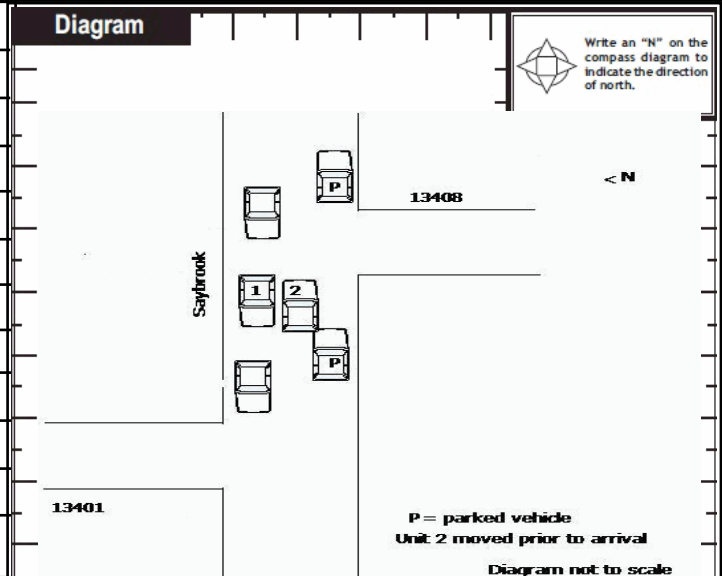 Diagram
Write an “N” on the
compass diagram to
indicate the direction
of north.
P
< N
13408
Saybrook
1
2
P
13401
P = parked vehicle
Unit 2 moved prior to arrival
Diagram not to scale